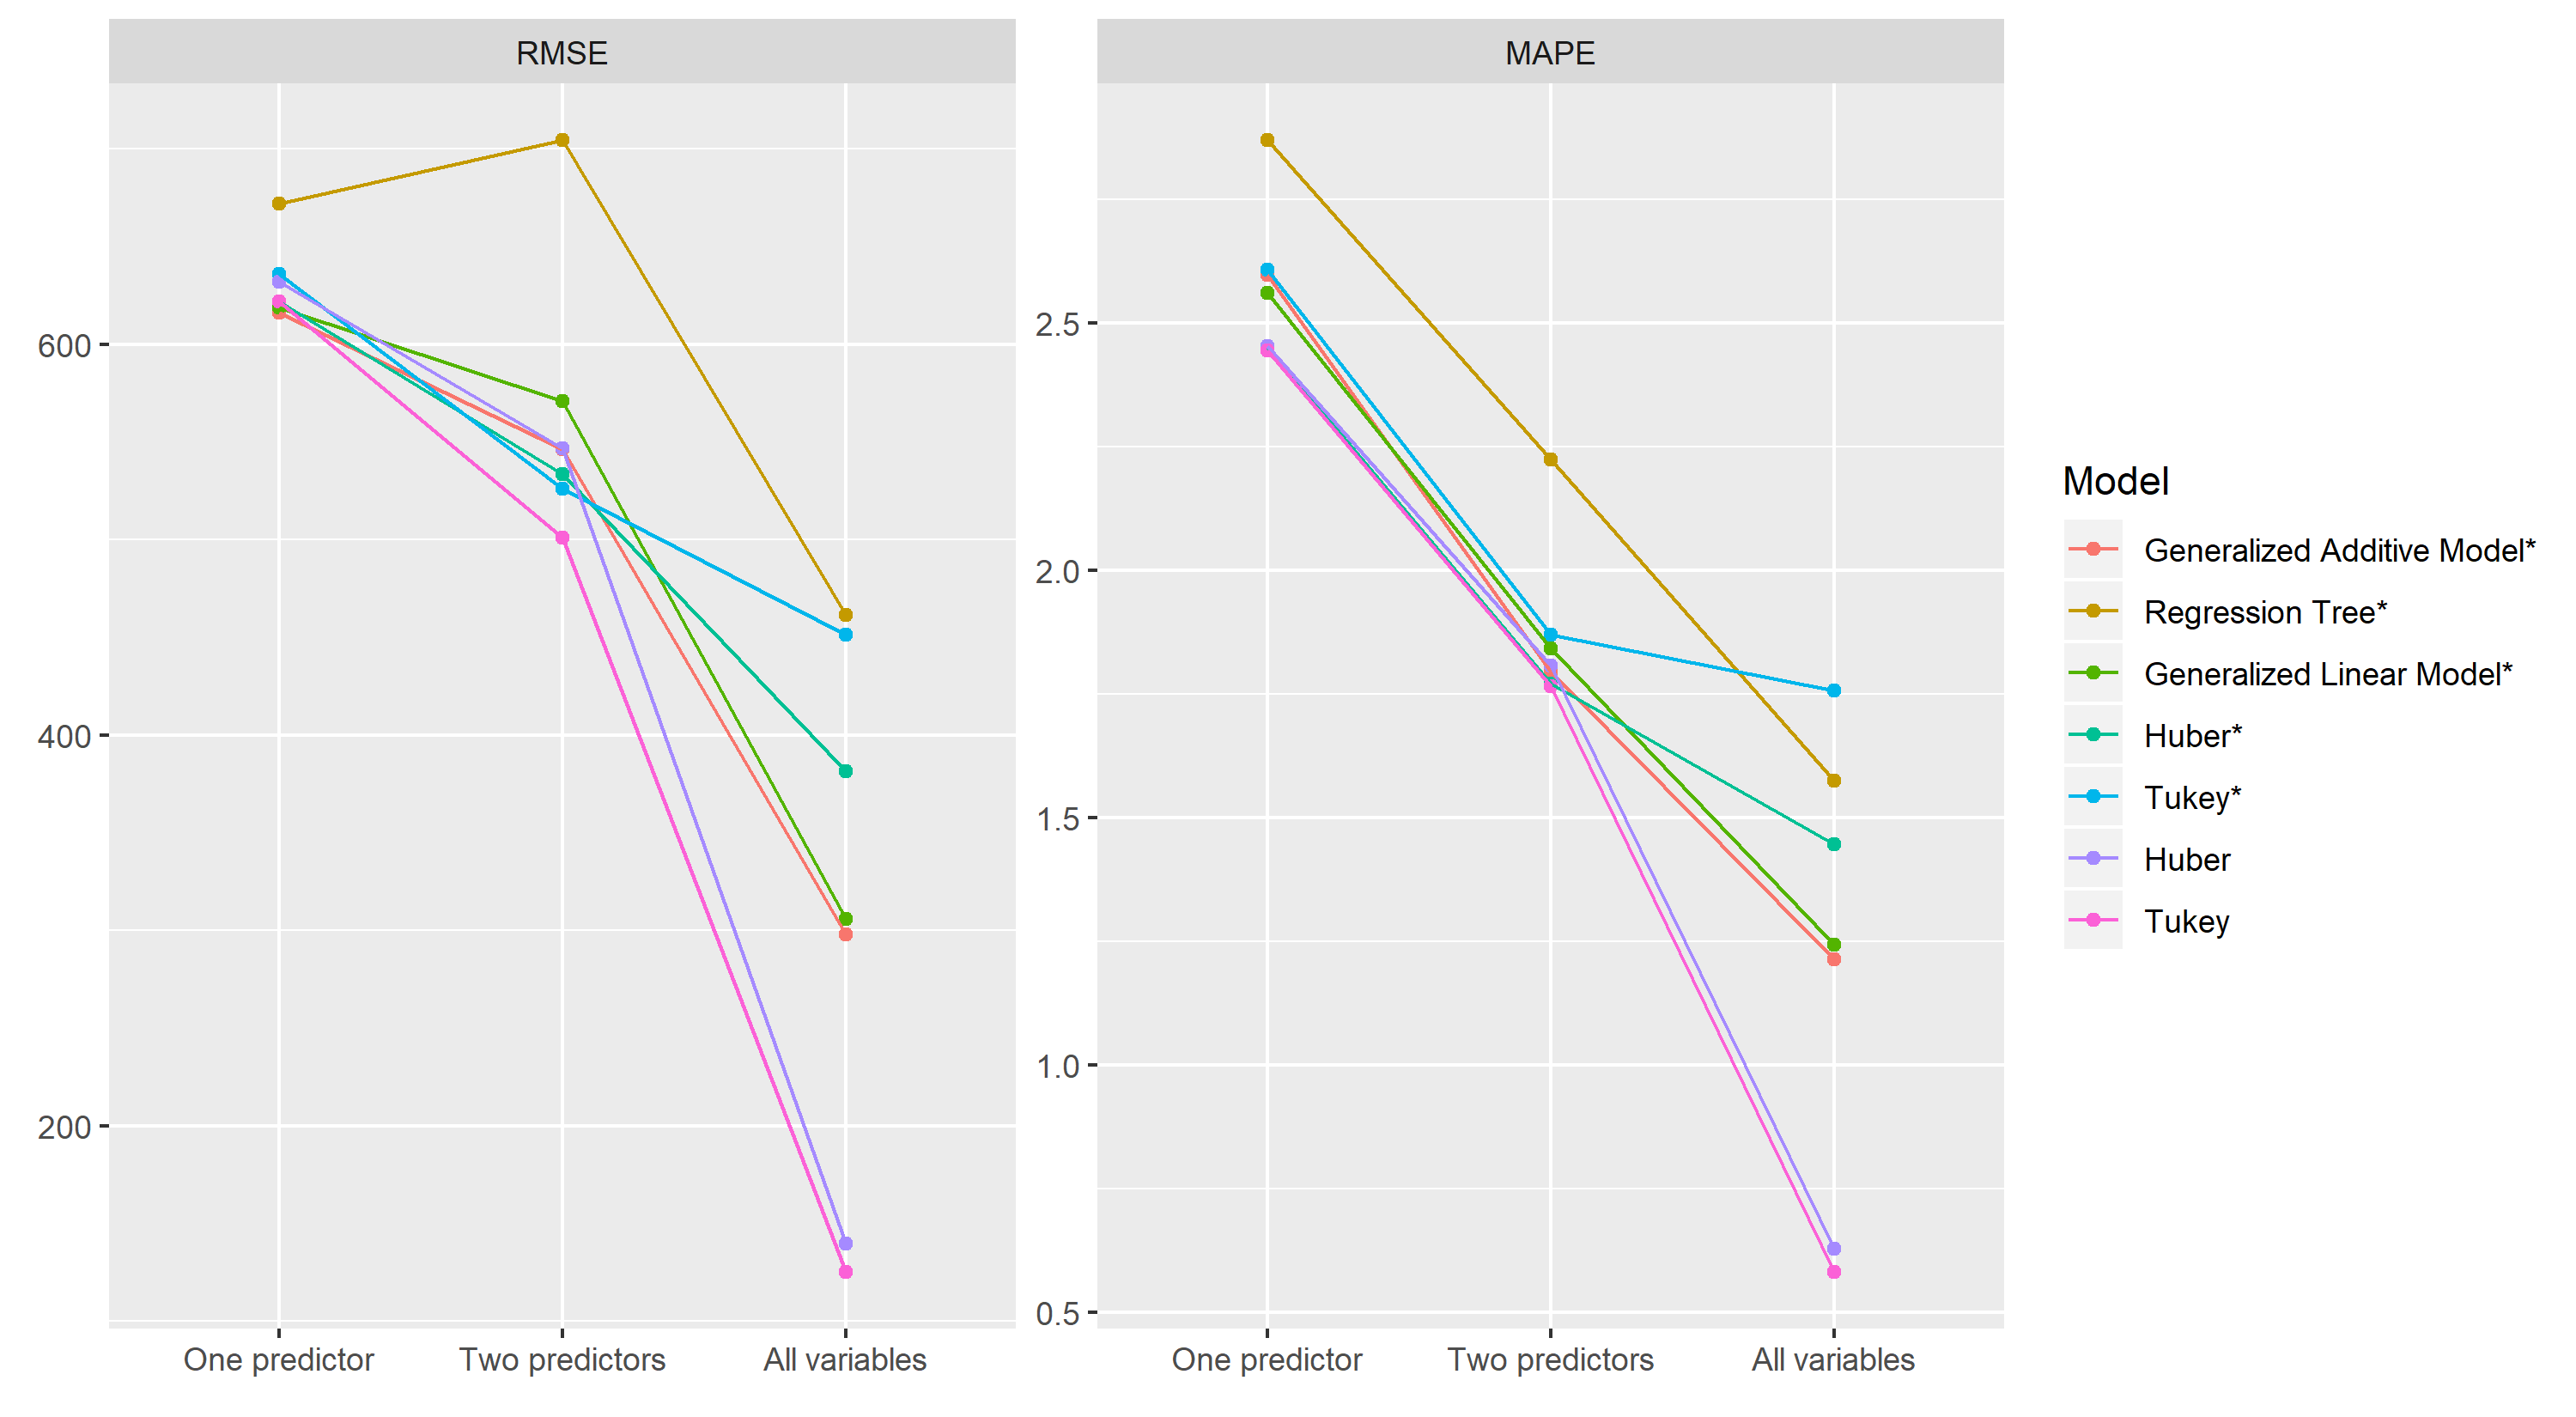 RMSE
MAPE
600
400
200
2.5
2.0
1.5
1.0
0.5
One predictor
Two predictors
All variables
One predictor
Two predictors
All variables
Model
Generalized Additive Model*
Regression Tree*
Generalized Linear Model*
Huber*
Tukey*
Huber
Tukey